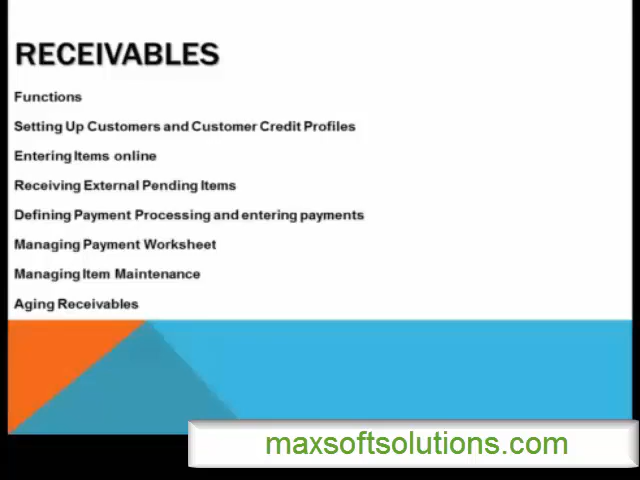 RECEIVABLES
Functions
Setting Up Customers and Customer Credit Profiles
Entering Items online
Receiving External Pending Items
Defining Payment Processing and entering payments
Managing Payment Worksheet
Managing Item Maintenance
Aging Receivables
maxsoftsolutions.com